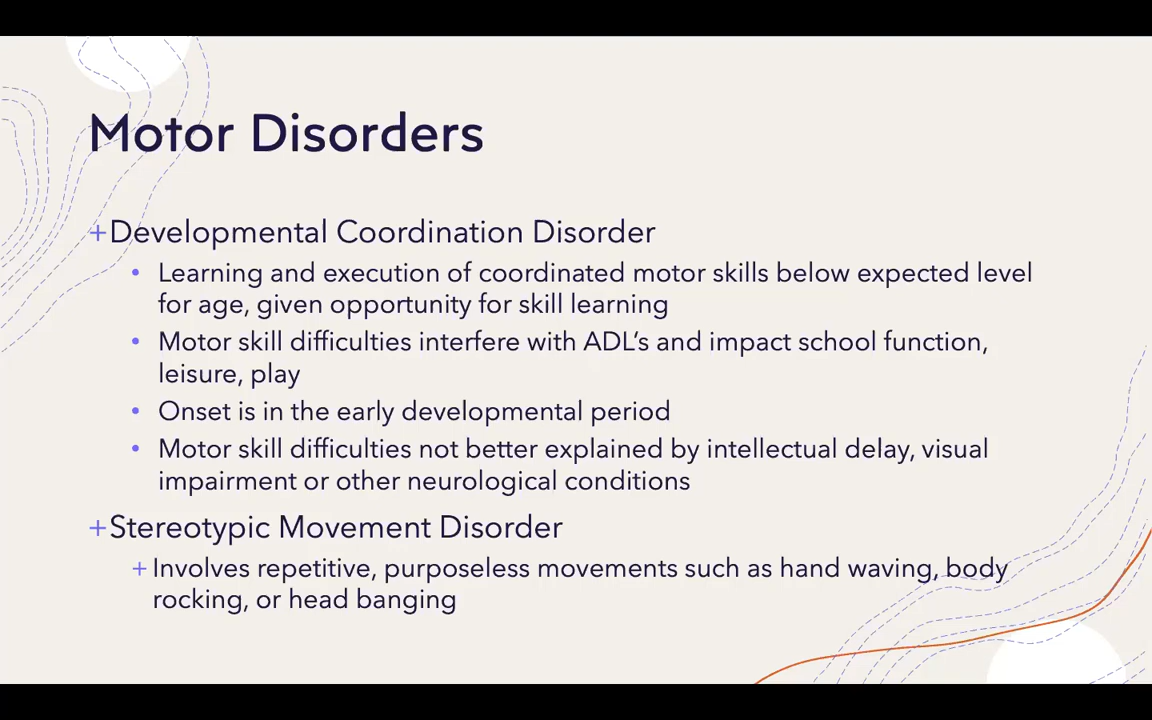 Motor Disorders
+Developmental Coordination Disorder
• Learning and execution of coordinated motor skills below expected level
for age, given opportunity for skill learning
• Motor skill difficulties interfere with ADL's and impact school function,
leisure, play
• Onset is in the early developmental period
• Motor skill difficulties not better explained by intellectual delay, visual
impairment or other neurological conditions
+Stereotypic Movement Disorder
+Involves repetitive, purposeless movements such as hand waving, body
rocking, or head banging